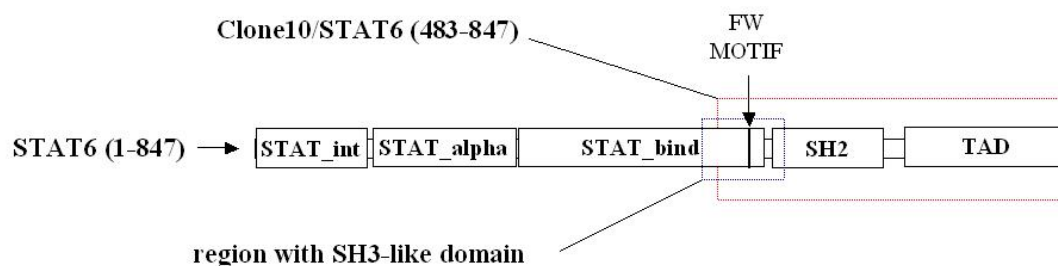 Clone10/STAT6 (483-847)
FW
MOTIF
STAT6 (1-847)
STAT_int
STAT_alpha
STAT_bind
SH2
TAD
region with SH3-like domain